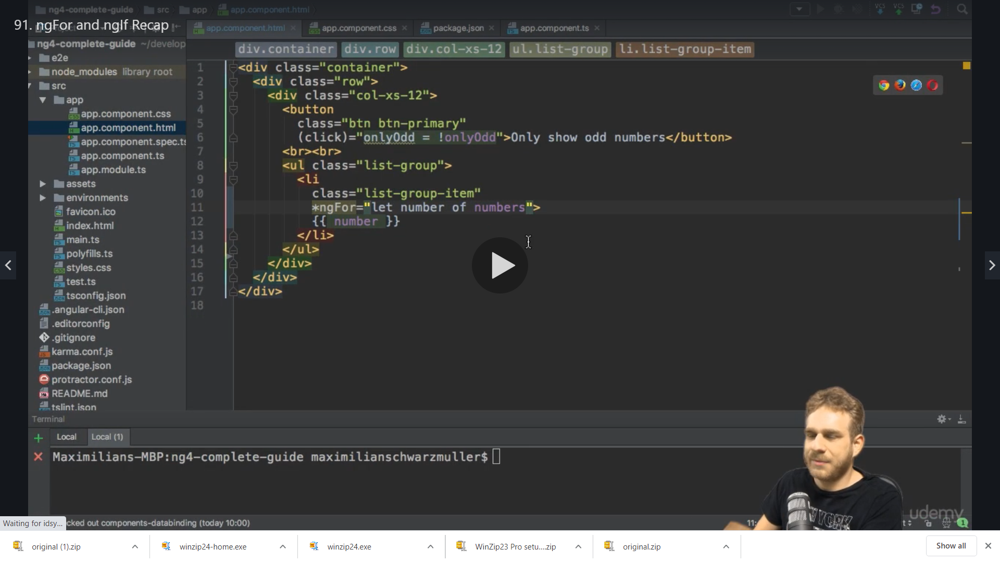 ng4-complete-guide src app app.component.html
91. ngFor and ngIf Recap
app.component.html app.component.css package.json app.component.ts
ng4-complete-guide ~/develop
div.container div.row div.col-xs-12 ul.list-group li.list-group-item
e2e
node_modules library root
src
app
app.component.css
app.component.html
app.component.spec.ts
app.component.ts
app.module.ts
assets
environments
favicon.ico
index.html
main.ts
polyfills.ts
styles.css
test.ts
tsconfig.json
.angular-cli.json
.editorconfig
.gitignore
karma.conf.js
package.json
protractor.conf.js
README.md
tslint.json
1 <div class="container">
2 <div class="row">
3 <div class="col-xs-12">
4 <button
5 class="btn btn-primary"
6 (click)="onlyOdd = !onlyOdd">Only show odd numbers</button>
7 <br><br>
8 <ul class="list-group">
9 <li
10 class="list-group-item"
11 *ngFor="let number of numbers">
12 {{ number }}
13 </li>
14 </ul>
15 </div>
16 </div>
17 </div>
18
VCS VCS
Terminal
Local Local (1)
Maximilians-MBP:ng4-complete-guide maximilianschwarzmuller$
YORK
udemy
Waiting for idsy... cked out components-databinding (today 10:00) 11: 1
original (1).zip winzip24-home.exe winzip24.exe WinZip23 Pro setu....zip original.zip Show all